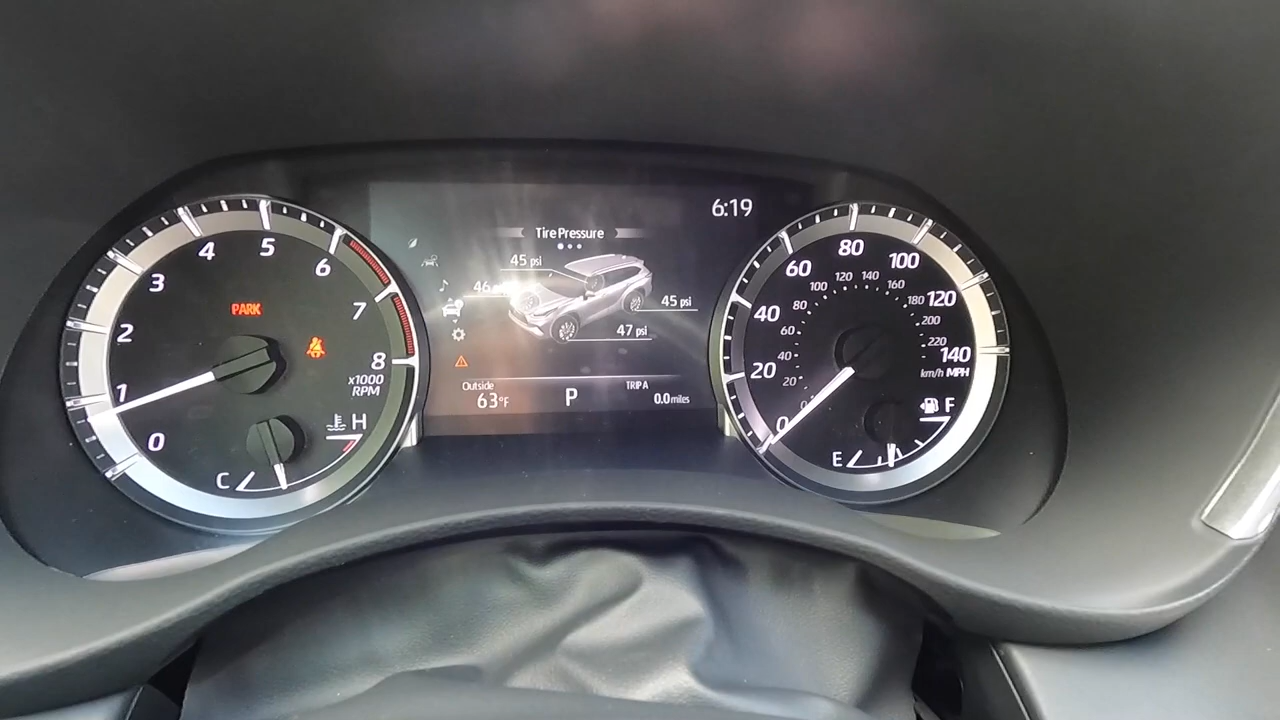 6:19
Tire Pressure
45 psi
46
45 psi
47 psi
Outside
63°F
P
TRIP A
0.0 miles
0
1
2
3
4
5
6
7
8
x1000
RPM
PARK
C
H
0
20
40
60
80
100
120
140
km/h MPH
0
20
40
60
80
100
120
140
160
180
200
220
E
F